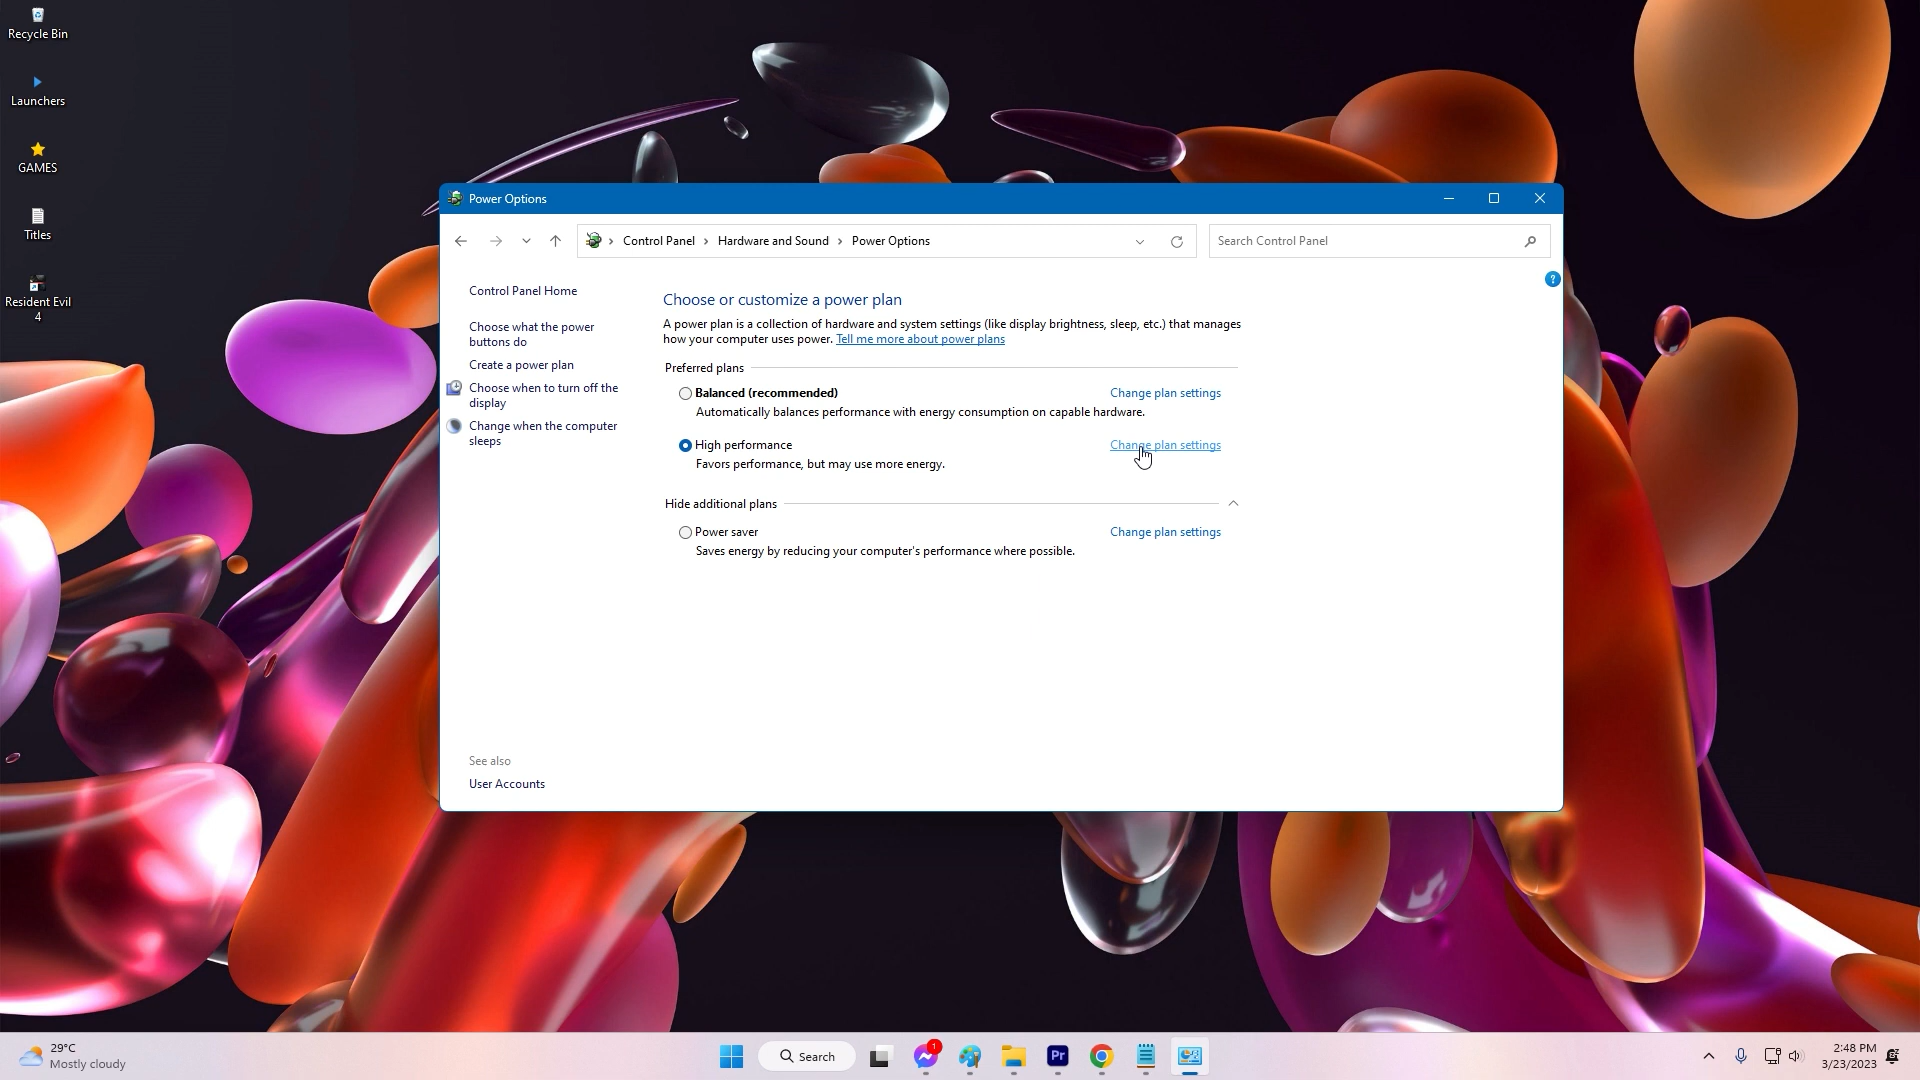 Recycle Bin
Launchers
GAMES
Titles
Resident Evil
4
Power Options
Control Panel
Hardware and Sound
Power Options
Search Control Panel
?
Control Panel Home
Choose what the power
buttons do
Create a power plan
Choose when to turn off the
display
Change when the computer
sleeps
Choose or customize a power plan
A power plan is a collection of hardware and system settings (like display brightness, sleep, etc.) that manages
how your computer uses power. Tell me more about power plans
Preferred plans
Balanced (recommended) Change plan settings
Automatically balances performance with energy consumption on capable hardware.
High performance Change plan settings
Favors performance, but may use more energy.
Hide additional plans
Power saver Change plan settings
Saves energy by reducing your computer's performance where possible.
See also
User Accounts
29°C
Mostly cloudy
Search
1
Pr
2:48 PM
3/23/2023